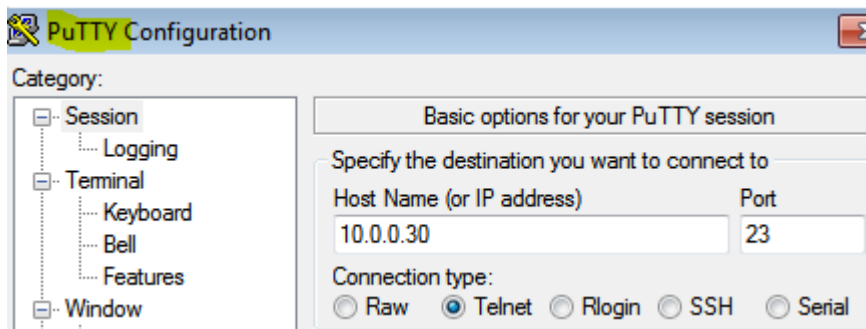 PuTTY Configuration
Category:
Session
Logging
Terminal
Keyboard
Bell
Features
Window
Basic options for your PuTTY session
Specify the destination you want to connect to
Host Name (or IP address) Port
10.0.0.30 23
Connection type:
Raw Telnet Rlogin SSH Serial